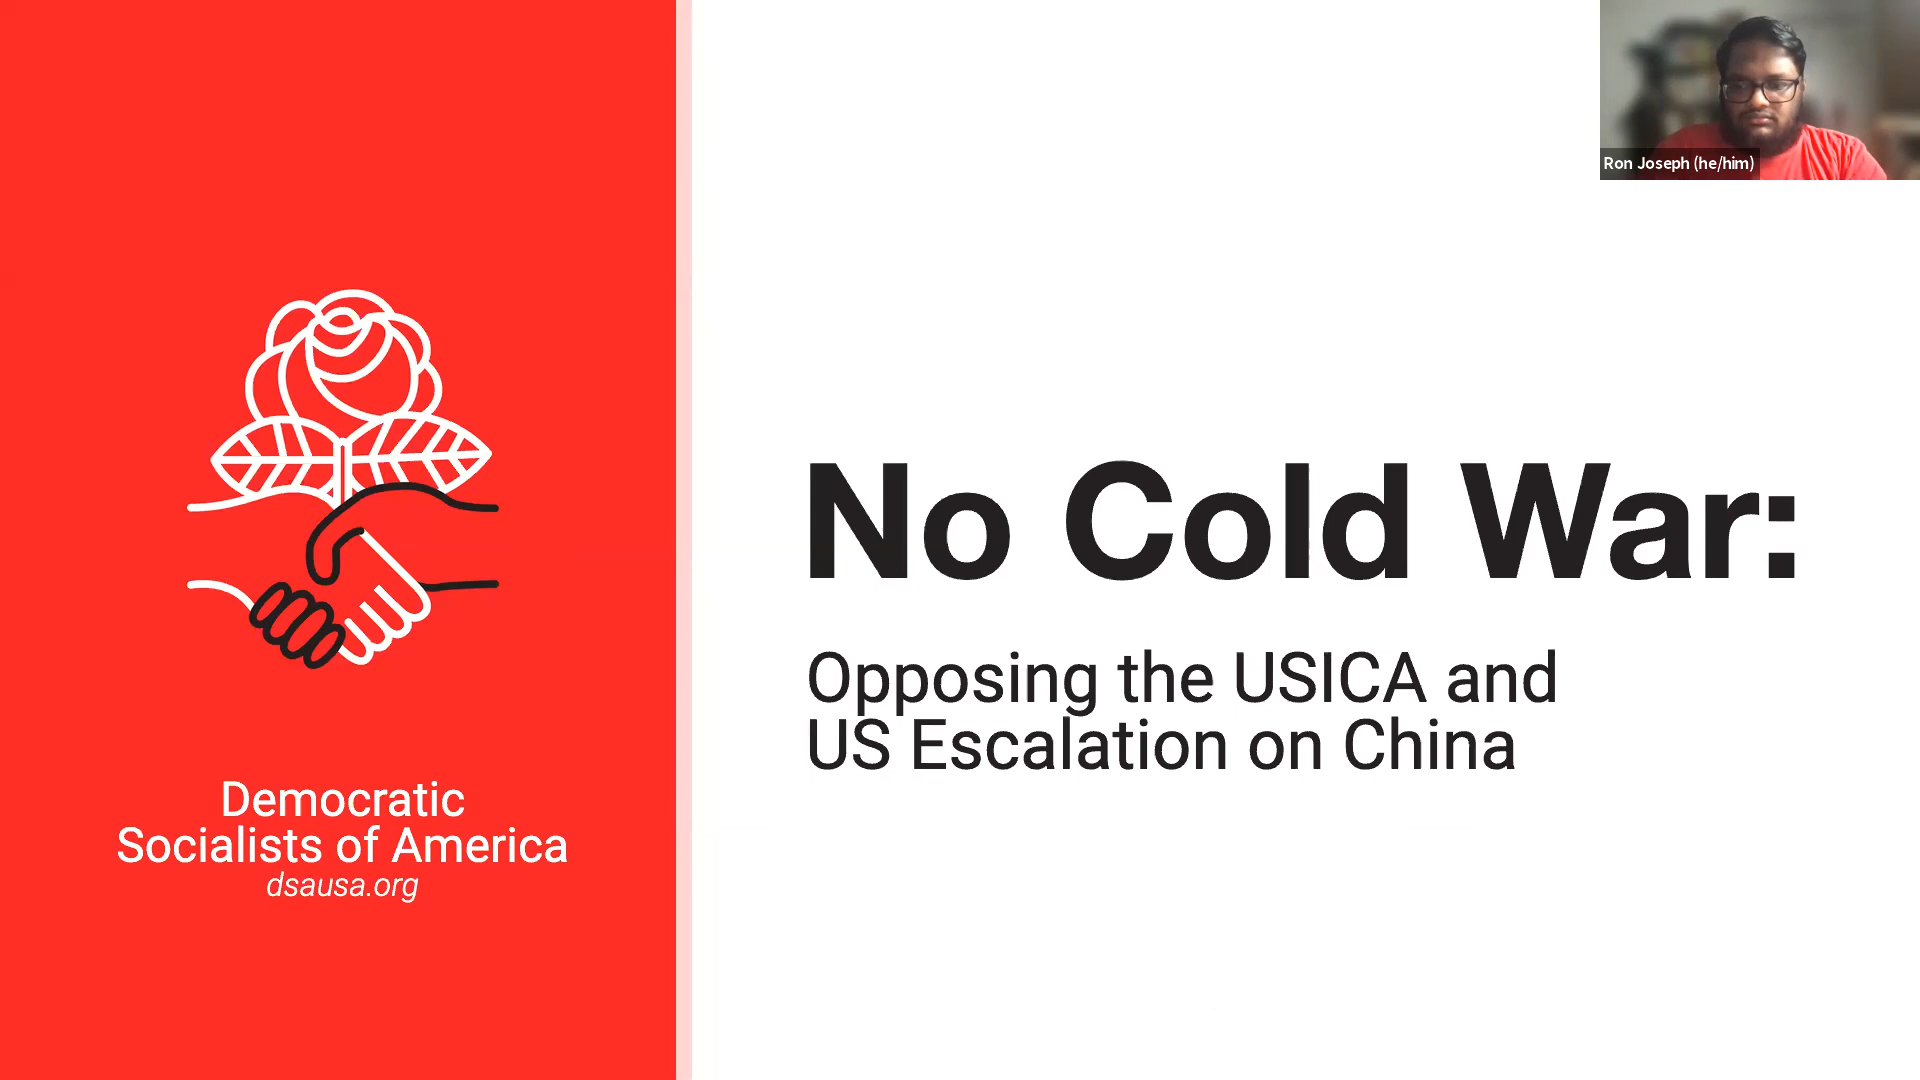 Ron Joseph (he/him)
No Cold War:
Opposing the USICA and
US Escalation on China
Democratic
Socialists of America
dsausa.org